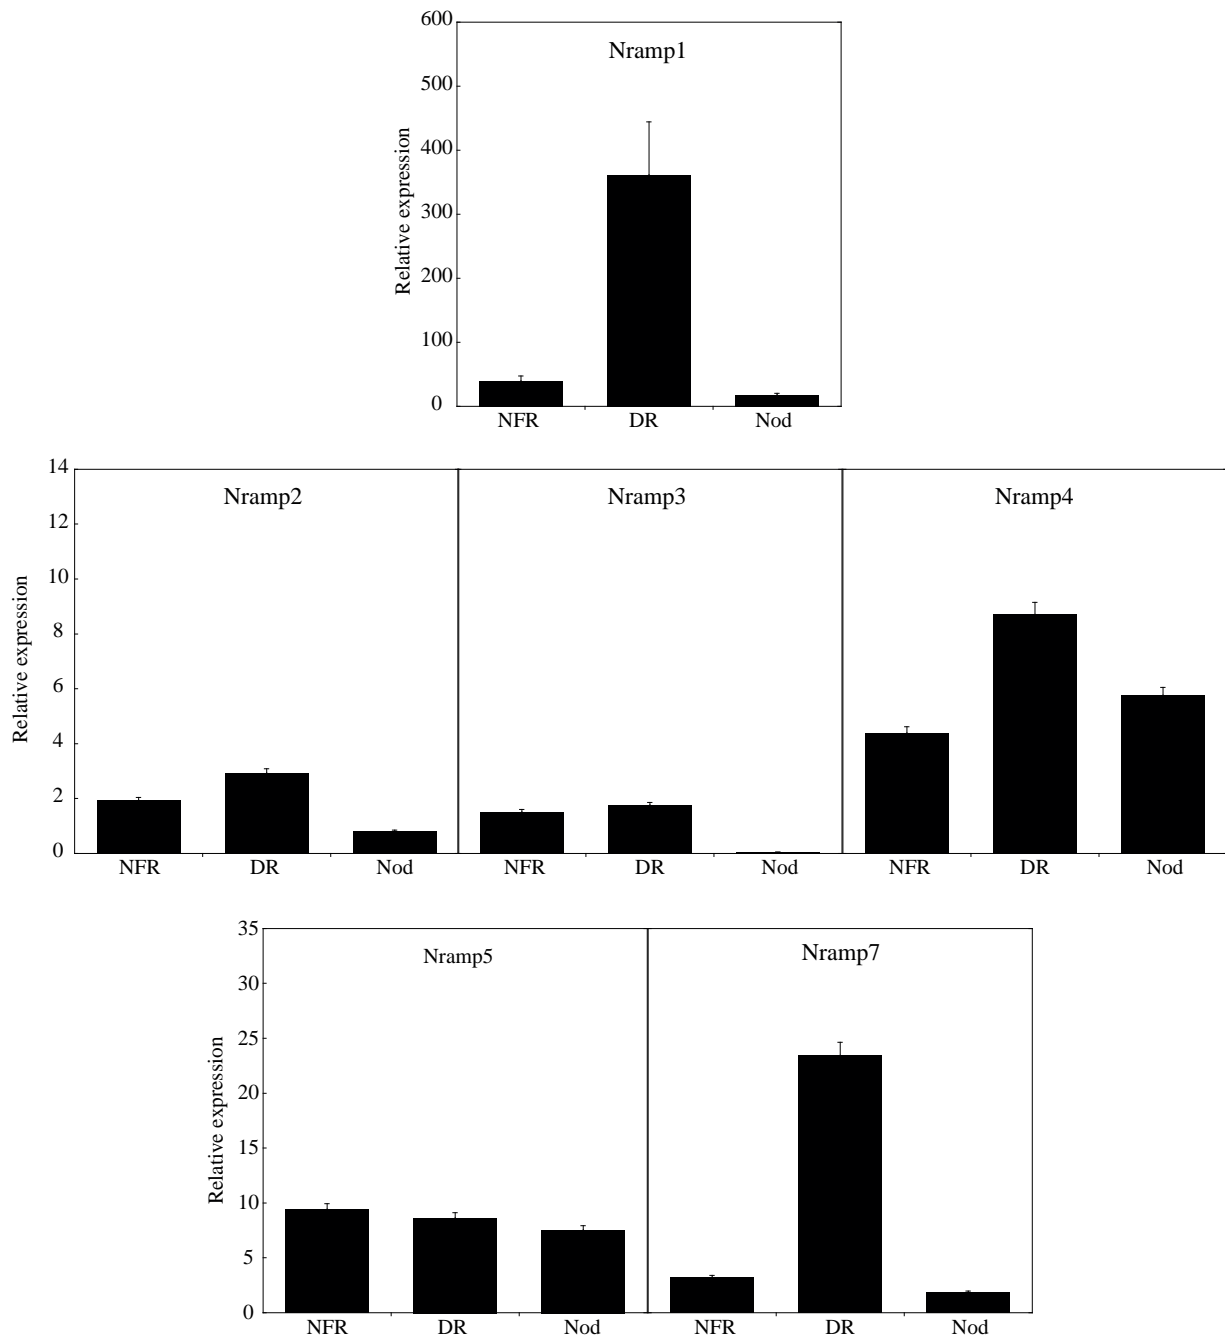 600
Nramp1
500
400
300
200
100
0
Relative expression
NFR DR Nod
14
Nramp2 Nramp3 Nramp4
12
10
8
6
4
2
0
Relative expression
NFR DR Nod NFR DR Nod NFR DR Nod
35
Nramp5 Nramp7
30
25
20
15
10
5
0
Relative expression
NFR DR Nod NFR DR Nod